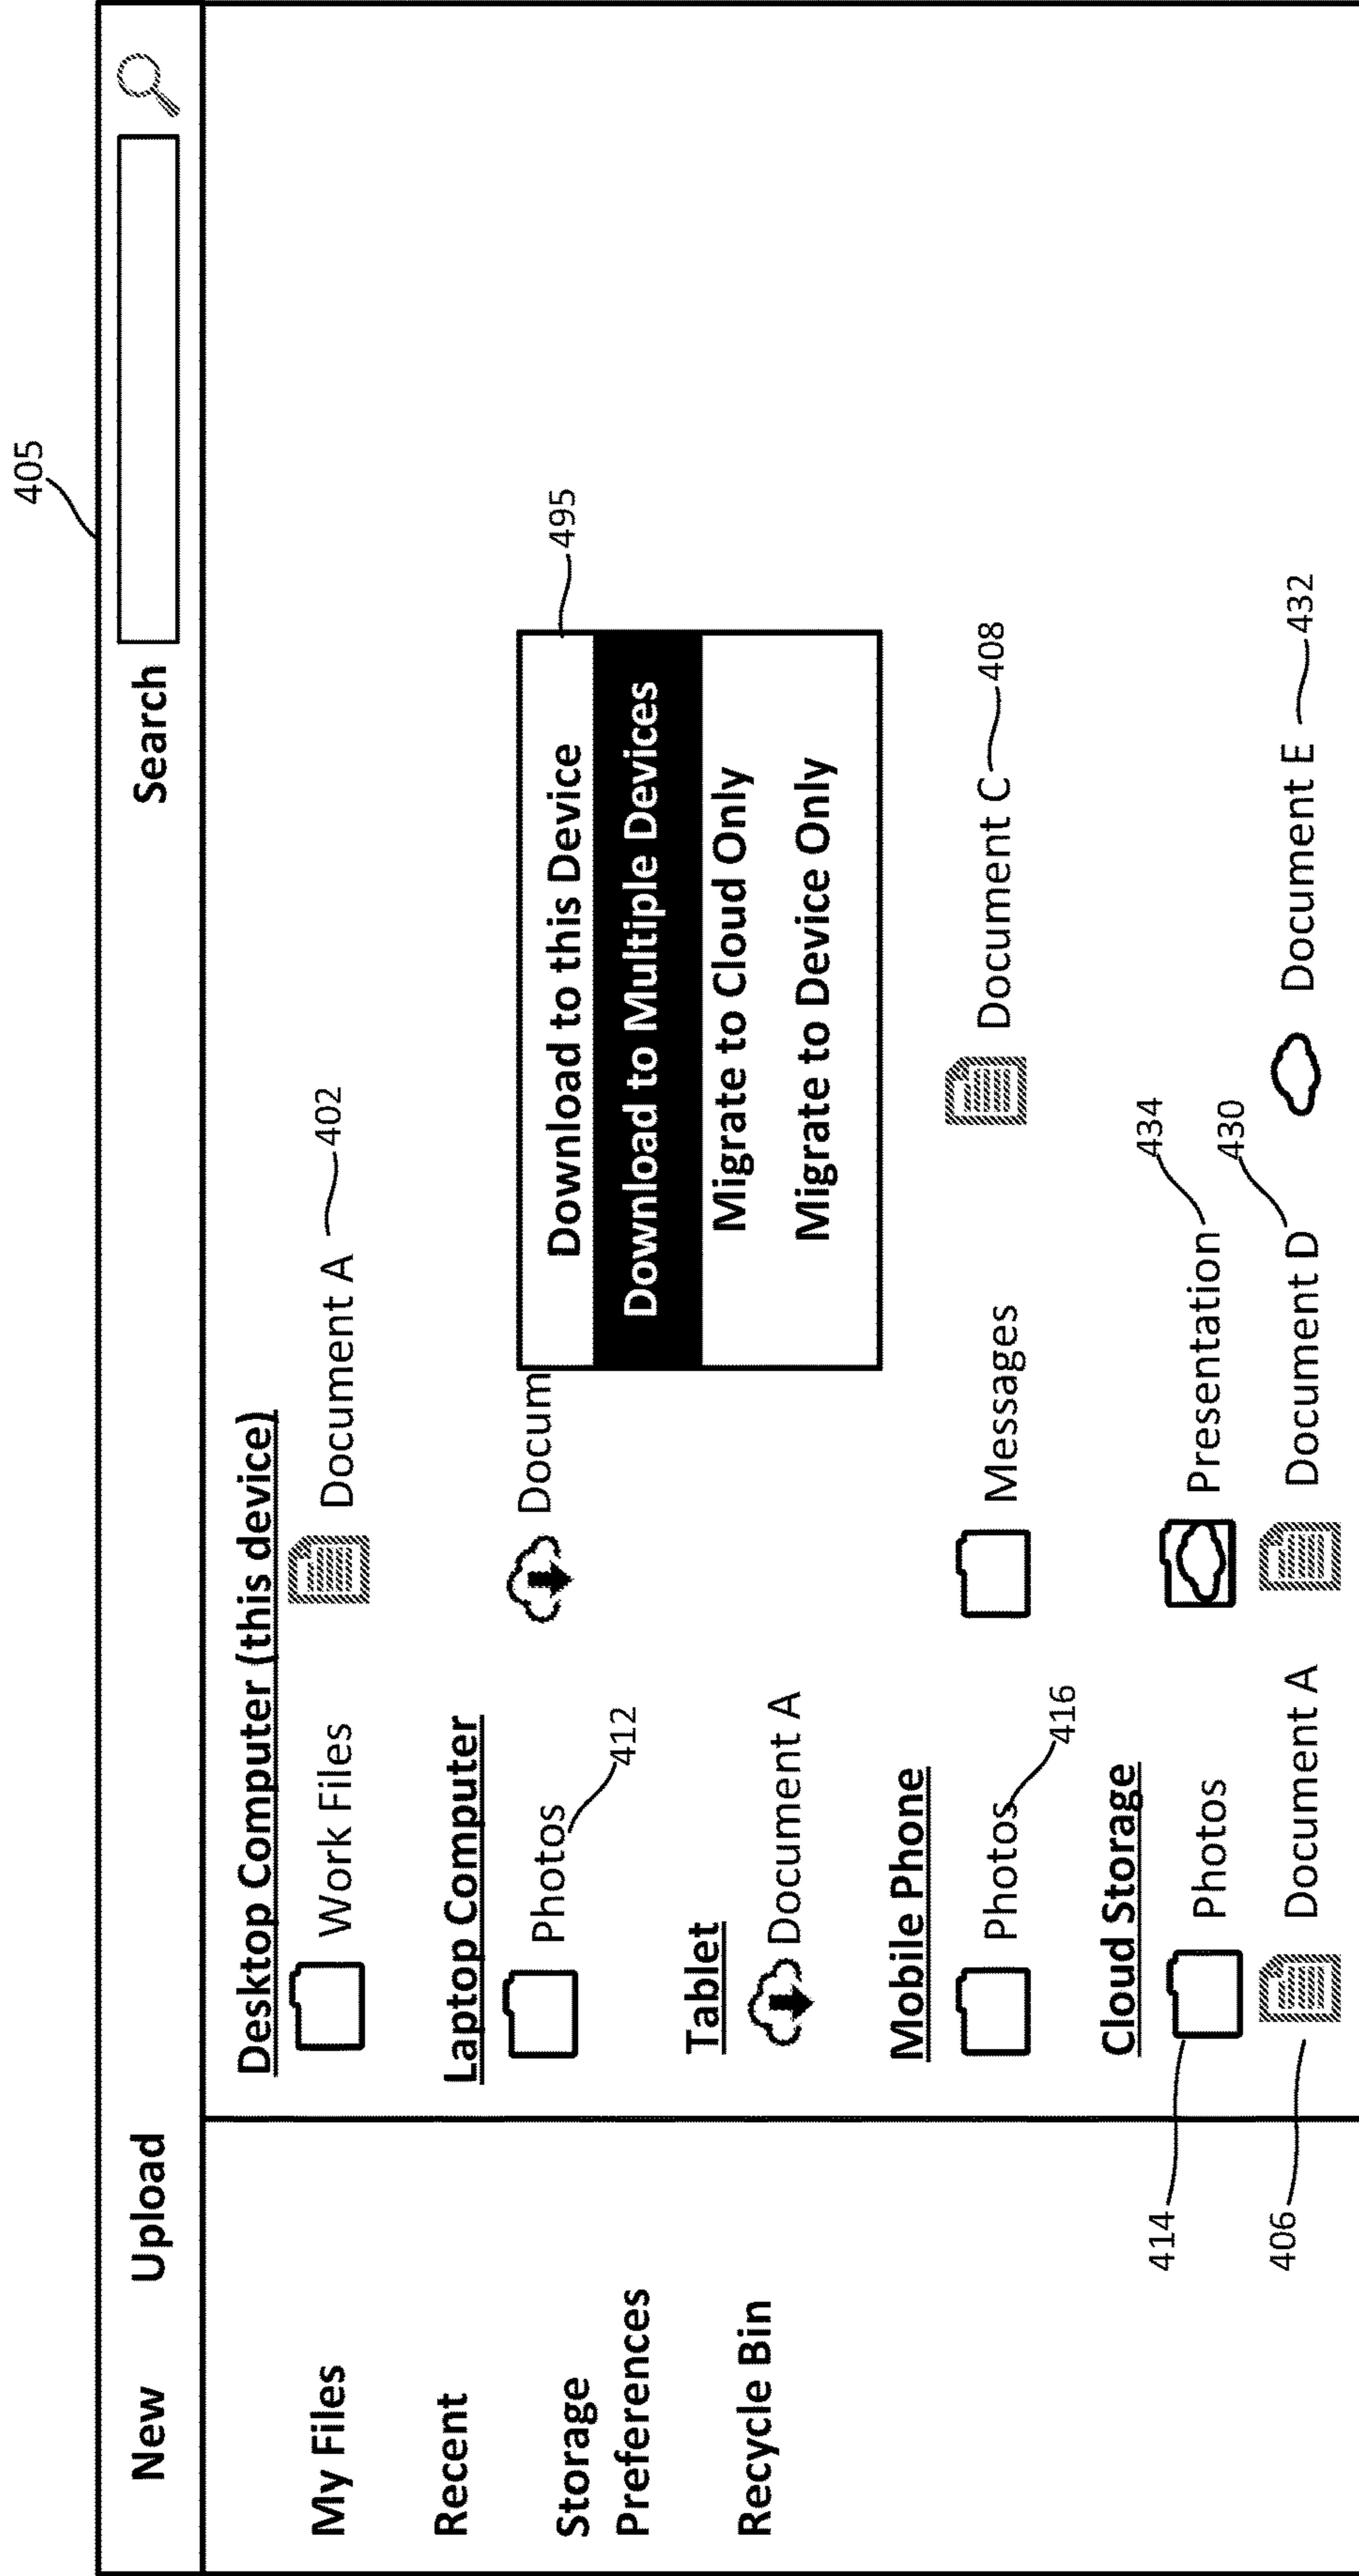 405
New Upload Search
My Files
Recent
Storage
Preferences
Recycle Bin
Desktop Computer (this device)
Work Files Document A 402
Laptop Computer
Photos Docum
412
495
Download to this Device
Download to Multiple Devices
Migrate to Cloud Only
Migrate to Device Only
Tablet
Document A
Mobile Phone
Photos Messages Document C 408
416
Cloud Storage
434
414 Photos Presentation
430
406 Document A Document D Document E 432